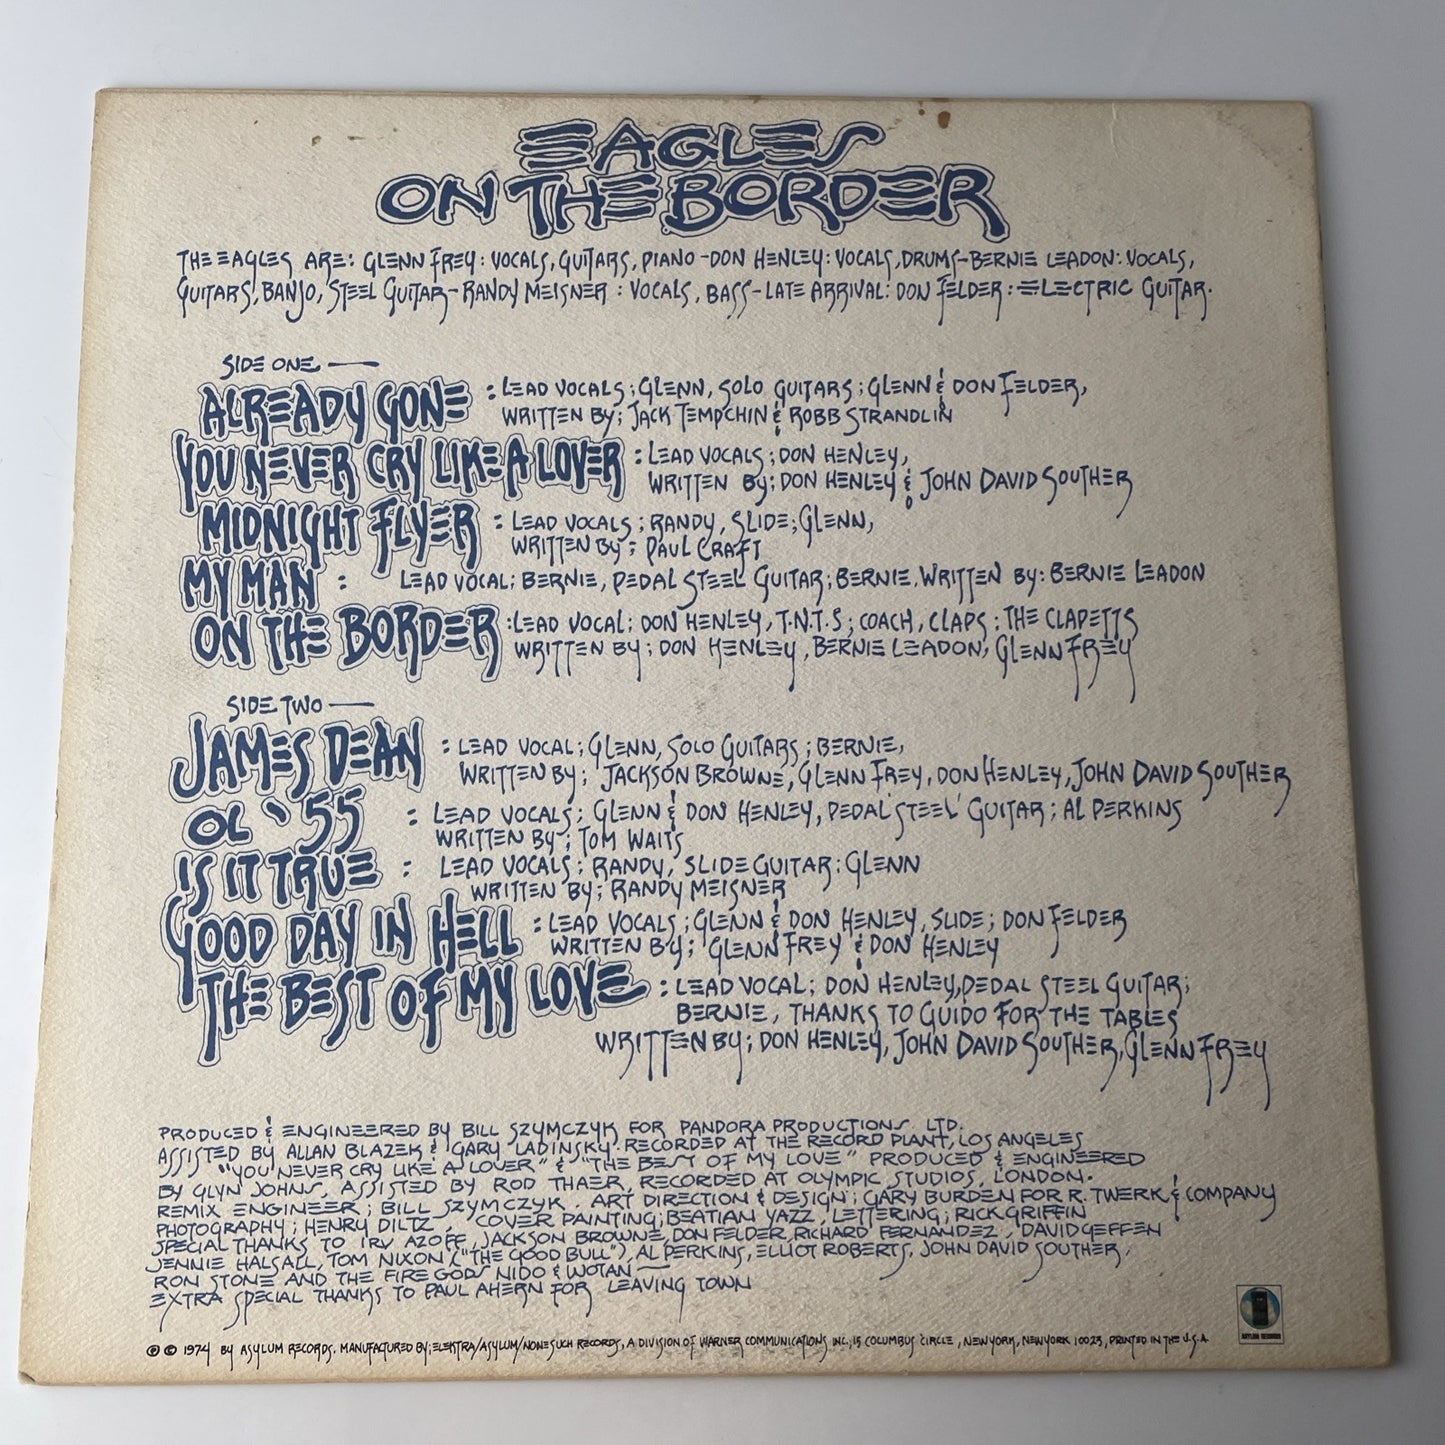 EAGLES
ON THE BORDER
THE EAGLES ARE: GLENN FREY: VOCALS, GUITARS, PIANO - DON HENLEY: VOCALS, DRUMS - BERNIE LEADON: VOCALS,
GUITARS, BANJO, STEEL GUITAR - RANDY MEISNER: VOCALS, BASS - LATE ARRIVAL: DON FELDER: ELECTRIC GUITAR.
SIDE ONE —
ALREADY GONE : LEAD VOCALS; GLENN, SOLO GUITARS; GLENN & DON FELDER,
WRITTEN BY; JACK TEMPCHIN & ROBB STRANDLIN
YOU NEVER CRY LIKE A LOVER : LEAD VOCALS; DON HENLEY,
WRITTEN BY; DON HENLEY & JOHN DAVID SOUTHER
MIDNIGHT FLYER : LEAD VOCALS; RANDY, SLIDE; GLENN,
WRITTEN BY; PAUL CRAFT
MY MAN : LEAD VOCAL; BERNIE, PEDAL STEEL GUITAR; BERNIE, WRITTEN BY: BERNIE LEADON
ON THE BORDER : LEAD VOCAL; DON HENLEY, T.N.T.S; COACH, CLAPS; THE CLAPETTS
WRITTEN BY; DON HENLEY, BERNIE LEADON, GLENN FREY
SIDE TWO —
JAMES DEAN : LEAD VOCAL; GLENN, SOLO GUITARS; BERNIE,
WRITTEN BY; JACKSON BROWNE, GLENN FREY, DON HENLEY, JOHN DAVID SOUTHER
OL '55 : LEAD VOCALS; GLENN & DON HENLEY, PEDAL STEEL GUITAR; AL PERKINS
WRITTEN BY; TOM WAITS
IS IT TRUE : LEAD VOCALS; RANDY, SLIDE GUITAR: GLENN
WRITTEN BY; RANDY MEISNER
GOOD DAY IN HELL : LEAD VOCALS; GLENN & DON HENLEY, SLIDE; DON FELDER
WRITTEN BY; GLENN FREY & DON HENLEY
THE BEST OF MY LOVE : LEAD VOCAL; DON HENLEY, PEDAL STEEL GUITAR;
BERNIE, THANKS TO GUIDO FOR THE TABLES
WRITTEN BY; DON HENLEY, JOHN DAVID SOUTHER, GLENN FREY
PRODUCED & ENGINEERED BY BILL SZYMCZYK FOR PANDORA PRODUCTIONS LTD.
ASSISTED BY ALLAN BLAZEK & GARY LADINSKY. RECORDED AT THE RECORD PLANT, LOS ANGELES
"YOU NEVER CRY LIKE A LOVER" & "THE BEST OF MY LOVE" PRODUCED & ENGINEERED
BY GLYN JOHNS, ASSISTED BY ROD THAER, RECORDED AT OLYMPIC STUDIOS, LONDON.
REMIX ENGINEER; BILL SZYMCZYK. ART DIRECTION & DESIGN; GARY BURDEN FOR R. TWERK & COMPANY
PHOTOGRAPHY; HENRY DILTZ, COVER PAINTING; BEATIAN YAZZ, LETTERING; RICK GRIFFIN
SPECIAL THANKS TO IRV AZOFF, JACKSON BROWNE, DON FELDER, RICHARD FERNANDEZ, DAVID GEFFEN
JENNIE HALSALL, TOM NIXON ("THE GOOD BULL"), AL PERKINS, ELLIOT ROBERTS, JOHN DAVID SOUTHER,
RON STONE AND THE FIRE GODS NIDO & WOTAN —
EXTRA SPECIAL THANKS TO PAUL AHERN FOR LEAVING TOWN
℗ © 1974 BY ASYLUM RECORDS. MANUFACTURED BY; ELEKTRA/ASYLUM/NONESUCH RECORDS, A DIVISION OF WARNER COMMUNICATIONS INC; 15 COLUMBUS CIRCLE, NEW YORK, NEW YORK 10023, PRINTED IN THE U.S.A.
ASYLUM RECORDS